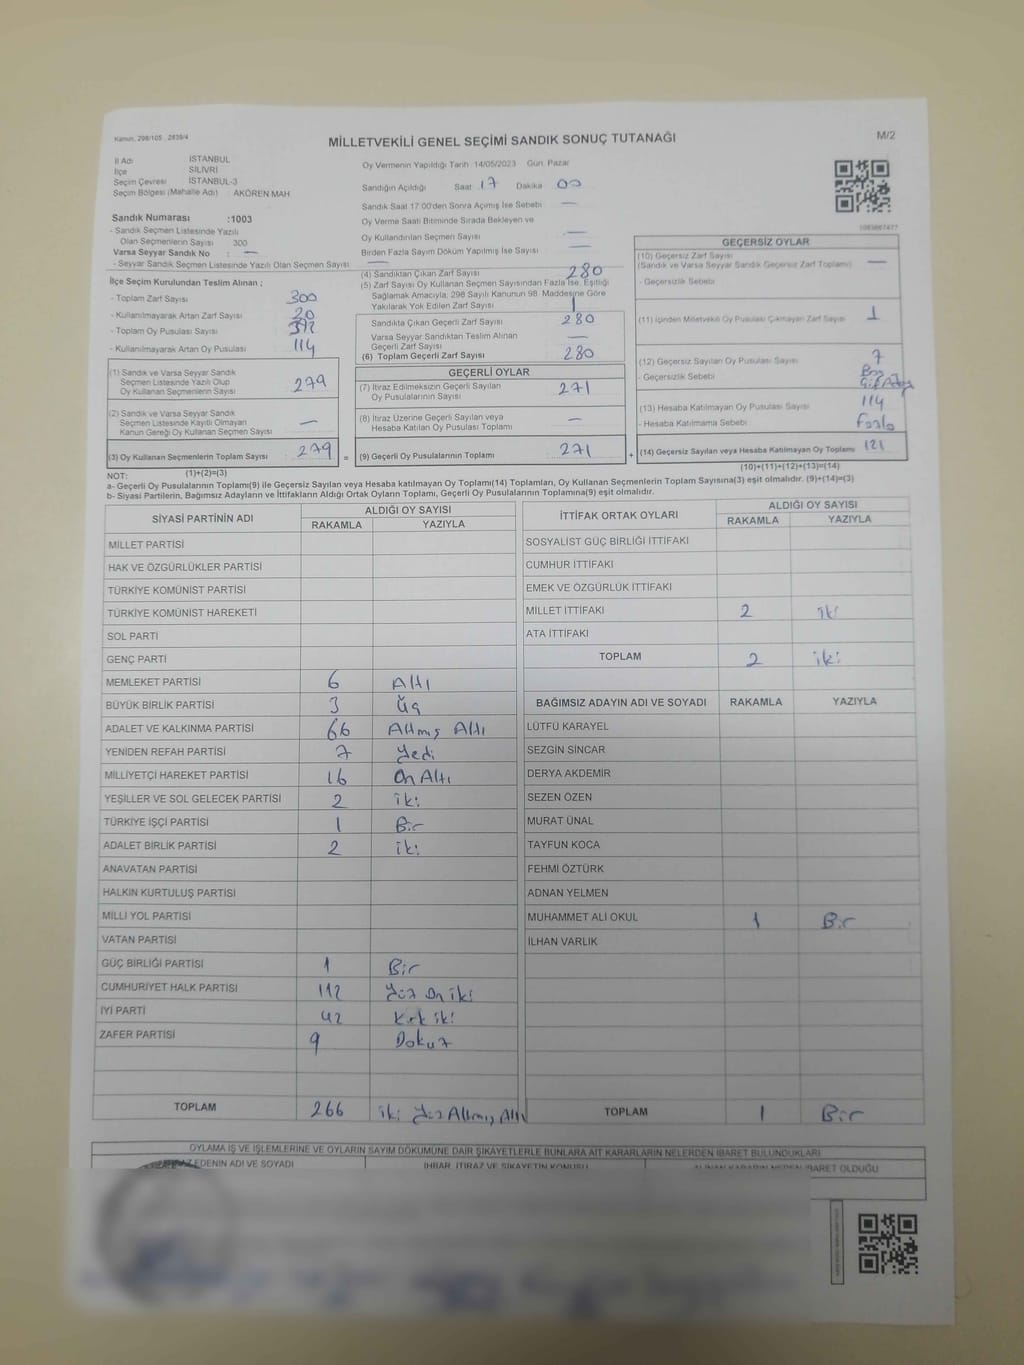 Kanun, 298/105 , 2839/4
MİLLETVEKİLİ GENEL SEÇİMİ SANDIK SONUÇ TUTANAĞI
M/2
İl Adı İSTANBUL
İlçe SİLİVRİ
Seçim Çevresi İSTANBUL-3
Seçim Bölgesi (Mahalle Adı) AKÖREN MAH
Oy Vermenin Yapıldığı Tarih 14/05/2023 Gün Pazar
Sandığın Açıldığı Saat 17 Dakika 00
Sandık Saat 17:00'den Sonra Açımış İse Sebebi —
Oy Verme Saati Bitiminde Sırada Bekleyen ve
Oy Kullandırılan Seçmen Sayısı —
Birden Fazla Sayım Döküm Yapılmış İse Sayısı —
Sandık Numarası :1003
- Sandık Seçmen Listesinde Yazılı
Olan Seçmenlerin Sayısı 300
Varsa Seyyar Sandık No : —
- Seyyar Sandık Seçmen Listesinde Yazılı Olan Seçmen Sayısı —
İlçe Seçim Kurulundan Teslim Alınan ;
- Toplam Zarf Sayısı 300
- Kullanılmayarak Artan Zarf Sayısı 20
- Toplam Oy Pusulası Sayısı
- Kullanılmayarak Artan Oy Pusulası 114
(1) Sandık ve Varsa Seyyar Sandık
Seçmen Listesinde Yazılı Olup
Oy Kullanan Seçmenlerin Sayısı 279
(2) Sandık ve Varsa Seyyar Sandık
Seçmen Listesinde Kayıtlı Olmayan
Kanun Gereği Oy Kullanan Seçmen Sayısı —
(3) Oy Kullanan Seçmenlerin Toplam Sayısı : 279 =
(4) Sandıktan Çıkan Zarf Sayısı 280
(5) Zarf Sayısı Oy Kullanan Seçmen Sayısından Fazla İse, Eşitliği
Sağlamak Amacıyla, 298 Sayılı Kanunun 98. Maddesine Göre
Yakılarak Yok Edilen Zarf Sayısı 1
Sandıkta Çıkan Geçerli Zarf Sayısı 280
Varsa Seyyar Sandıktan Teslim Alınan
Geçerli Zarf Sayısı —
(6) Toplam Geçerli Zarf Sayısı 280
GEÇERLİ OYLAR
(7) İtiraz Edilmeksizin Geçerli Sayılan
Oy Pusulasının Sayısı 271
(8) İtiraz Üzerine Geçerli Sayılan veya
Hesaba Katılan Oy Pusulası Toplamı —
(9) Geçerli Oy Pusulalarının Toplamı 271 +
GEÇERSİZ OYLAR
(10) Geçersiz Zarf Sayısı
(Sandık ve Varsa Seyyar Sandık Geçersiz Zarf Toplamı) —
- Geçersizlik Sebebi
(11) İçinden Milletvekili Oy Pusulası Çıkmayan Zarf Sayısı 1
(12) Geçersiz Sayılan Oy Pusulası Sayısı 7
- Geçersizlik Sebebi
(13) Hesaba Katılmayan Oy Pusulası Sayısı 114
- Hesaba Katılmama Sebebi Fazla
(14) Geçersiz Sayılan veya Hesaba Katılmayan Oy Toplamı 121
(10)+(11)+(12)+(13)=(14)
NOT: (1)+(2)=(3)
a- Geçerli Oy Pusulalarının Toplamı(9) ile Geçersiz Sayılan veya Hesaba katılmayan Oy Toplamı(14) Toplamları, Oy Kullanan Seçmenlerin Toplam Sayısına(3) eşit olmalıdır. (9)+(14)=(3)
b- Siyasi Partilerin, Bağımsız Adayların ve İttifakların Aldığı Ortak Oyların Toplamı, Geçerli Oy Pusulalarının Toplamına(9) eşit olmalıdır.
SİYASİ PARTİNİN ADI ALDIĞI OY SAYISI
RAKAMLA YAZIYLA
MİLLET PARTİSİ
HAK VE ÖZGÜRLÜKLER PARTİSİ
TÜRKİYE KOMÜNİST PARTİSİ
TÜRKİYE KOMÜNİST HAREKETİ
SOL PARTİ
GENÇ PARTİ
MEMLEKET PARTİSİ 6 Altı
BÜYÜK BİRLİK PARTİSİ 3 Üç
ADALET VE KALKINMA PARTİSİ 66 Altmış Altı
YENİDEN REFAH PARTİSİ 7 Yedi
MİLLİYETÇİ HAREKET PARTİSİ 16 On Altı
YEŞİLLER VE SOL GELECEK PARTİSİ 2 iki
TÜRKİYE İŞÇİ PARTİSİ 1 Bir
ADALET BİRLİK PARTİSİ 2 iki
ANAVATAN PARTİSİ
HALKIN KURTULUŞ PARTİSİ
MİLLİ YOL PARTİSİ
VATAN PARTİSİ
GÜÇ BİRLİĞİ PARTİSİ 1 Bir
CUMHURİYET HALK PARTİSİ 112 Yüz On iki
İYİ PARTİ 42 Kırk iki
ZAFER PARTİSİ 9 Dokuz
TOPLAM 266 iki Yüz Altmış Altı
İTTİFAK ORTAK OYLARI ALDIĞI OY SAYISI
RAKAMLA YAZIYLA
SOSYALİST GÜÇ BİRLİĞİ İTTİFAKI
CUMHUR İTTİFAKI
EMEK VE ÖZGÜRLÜK İTTİFAKI
MİLLET İTTİFAKI 2 iki
ATA İTTİFAKI
TOPLAM 2 iki
BAĞIMSIZ ADAYIN ADI VE SOYADI RAKAMLA YAZIYLA
LÜTFÜ KARAYEL
SEZGİN SİNCAR
DERYA AKDEMİR
SEZEN ÖZEN
MURAT ÜNAL
TAYFUN KOCA
FEHMİ ÖZTÜRK
ADNAN YELMEN
MUHAMMET ALİ OKUL 1 Bir
İLHAN VARLIK
TOPLAM 1 Bir
OYLAMA İŞ VE İŞLEMLERİNE VE OYLARIN SAYIM DÖKÜMÜNE DAİR ŞİKAYETLERLE BUNLARA AİT KARARLARIN NELERDEN İBARET BULUNDUKLARI
EDENİN ADI VE SOYADI İHBAR, İTİRAZ VE ŞİKAYETİN KONUSU ALINAN KARARIN NEDEN İBARET OLDUĞU